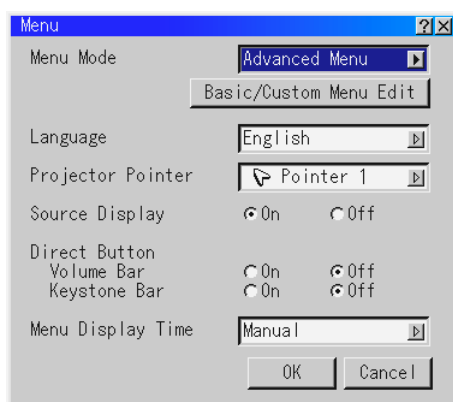 Menu ? X
Menu Mode Advanced Menu
Basic/Custom Menu Edit
Language English
Projector Pointer Pointer 1
Source Display On Off
Direct Button
Volume Bar On Off
Keystone Bar On Off
Menu Display Time Manual
OK Cancel